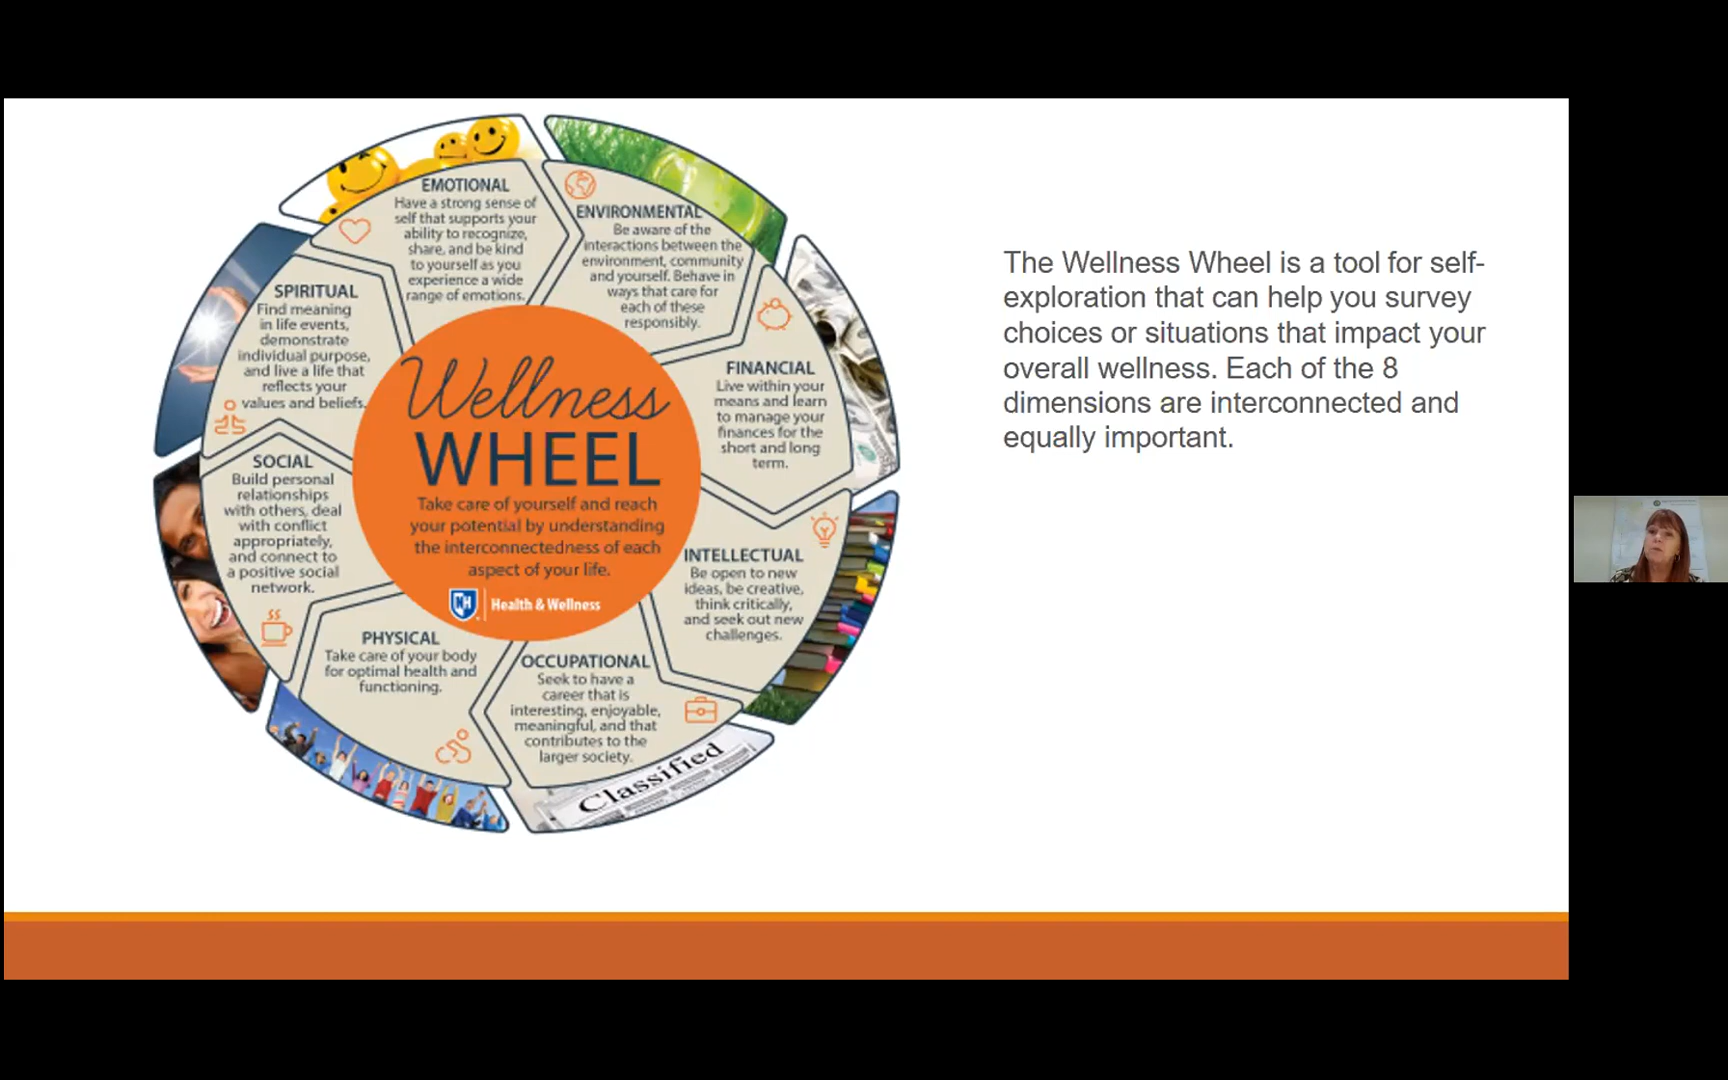 EMOTIONAL
Have a strong sense of
self that supports your
ability to recognize,
share, and be kind
to yourself as you
experience a wide
range of emotions.
ENVIRONMENTAL
Be aware of the
interactions between the
environment, community
and yourself. Behave in
ways that care for
each of these
responsibly.
FINANCIAL
Live within your
means and learn
to manage your
finances for the
short and long
term.
INTELLECTUAL
Be open to new
ideas, be creative,
think critically,
and seek out new
challenges.
OCCUPATIONAL
Seek to have a
career that is
interesting, enjoyable,
meaningful, and that
contributes to the
larger society.
Classified
PHYSICAL
Take care of your body
for optimal health and
functioning.
SOCIAL
Build personal
relationships
with others, deal
with conflict
appropriately,
and connect to
a positive social
network.
SPIRITUAL
Find meaning
in life events,
demonstrate
individual purpose,
and live a life that
reflects your
values and beliefs.
Wellness
WHEEL
Take care of yourself and reach
your potential by understanding
the interconnectedness of each
aspect of your life.
NH Health & Wellness
The Wellness Wheel is a tool for self-
exploration that can help you survey
choices or situations that impact your
overall wellness. Each of the 8
dimensions are interconnected and
equally important.